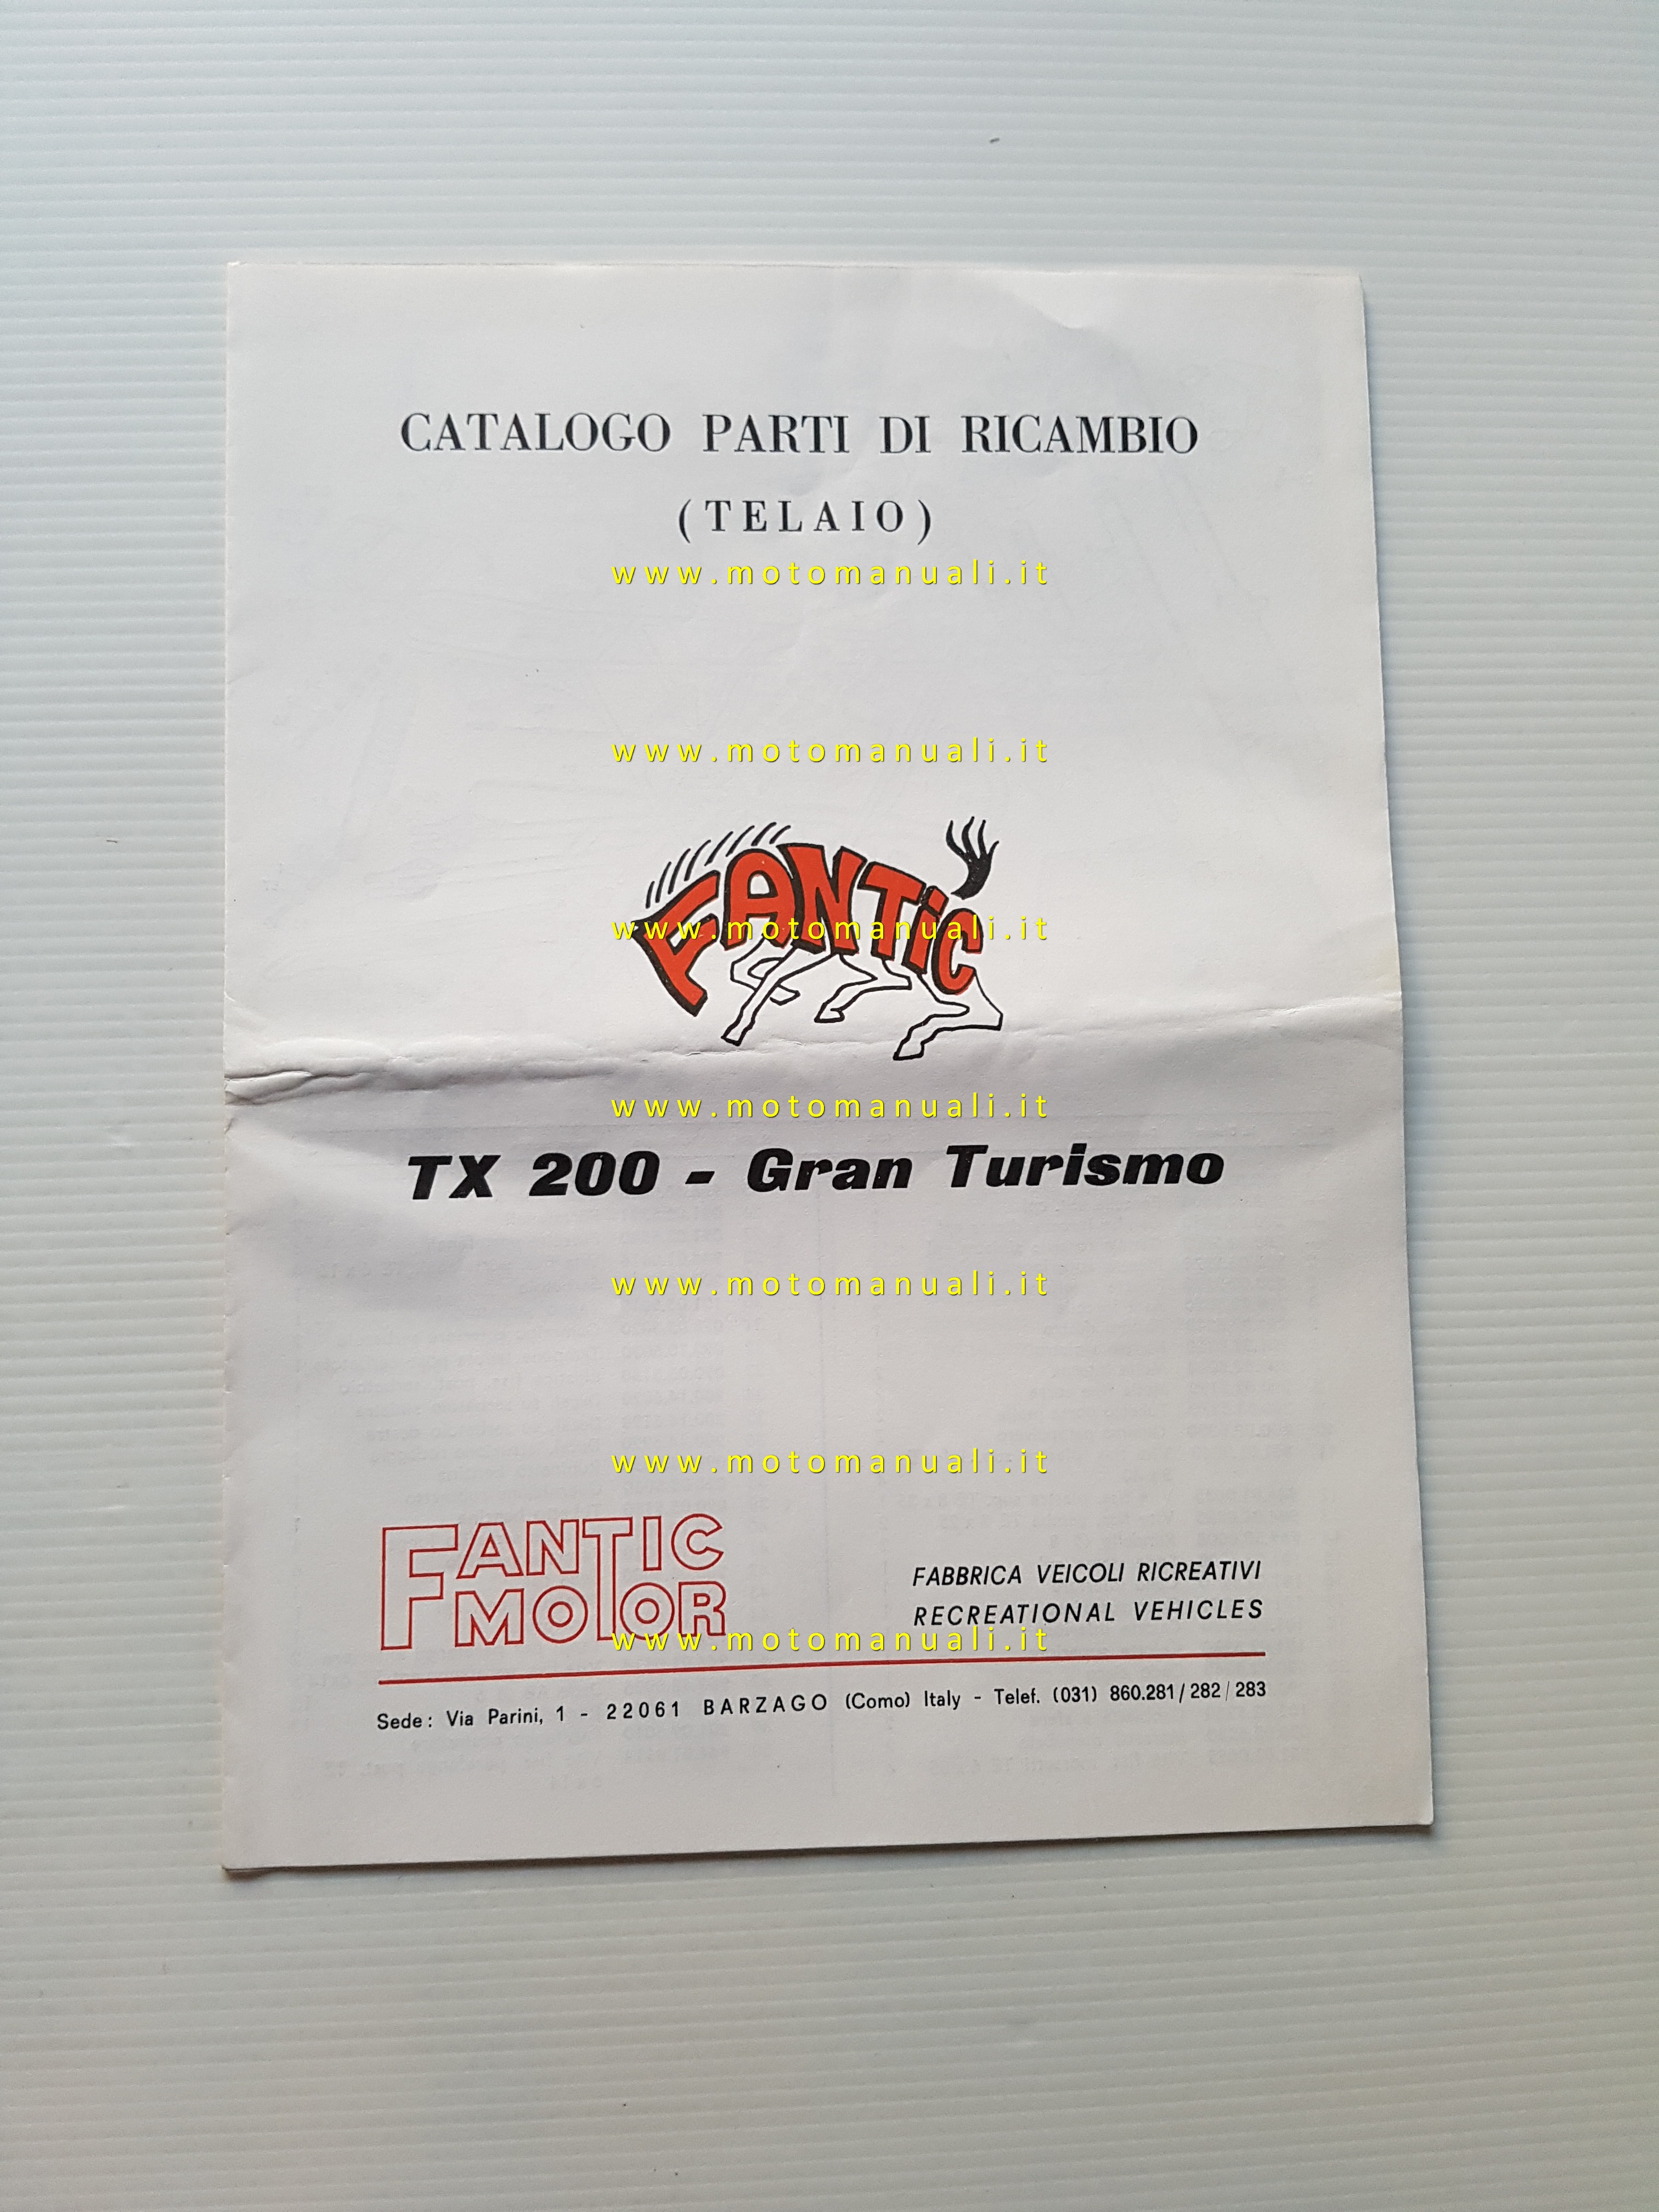 CATALOGO PARTI DI RICAMBIO
(TELAIO)
www.motomanuali.it
www.motomanuali.it
FANTiC
www.motomanuali.it
www.motomanuali.it
TX 200 - Gran Turismo
www.motomanuali.it
www.motomanuali.it
FANTIC
MOTOR
FABBRICA VEICOLI RICREATIVI
RECREATIONAL VEHICLES
www.motomanuali.it
Sede: Via Parini, 1 - 22061 BARZAGO (Como) Italy - Telef. (031) 860.281/282/283